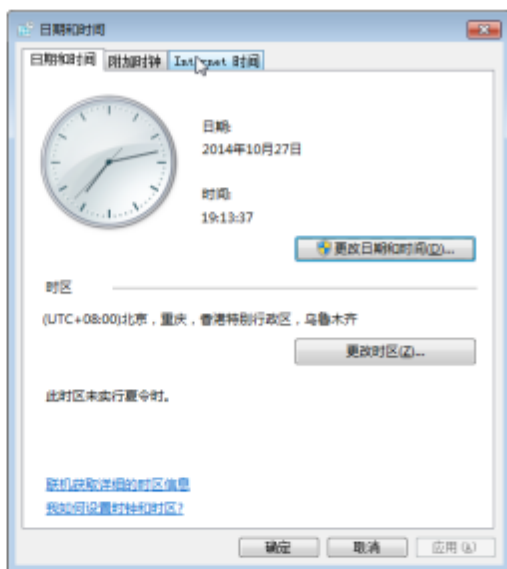 日期和时间
日期和时间 附加时钟 Internet 时间
日期:
2014年10月27日
时间:
19:13:37
更改日期和时间(D)...
时区
(UTC+08:00)北京，重庆，香港特别行政区，乌鲁木齐
更改时区(Z)...
此时区未实行夏令时。
联机获取详细的时区信息
我如何设置时钟和时区?
确定 取消 应用(A)